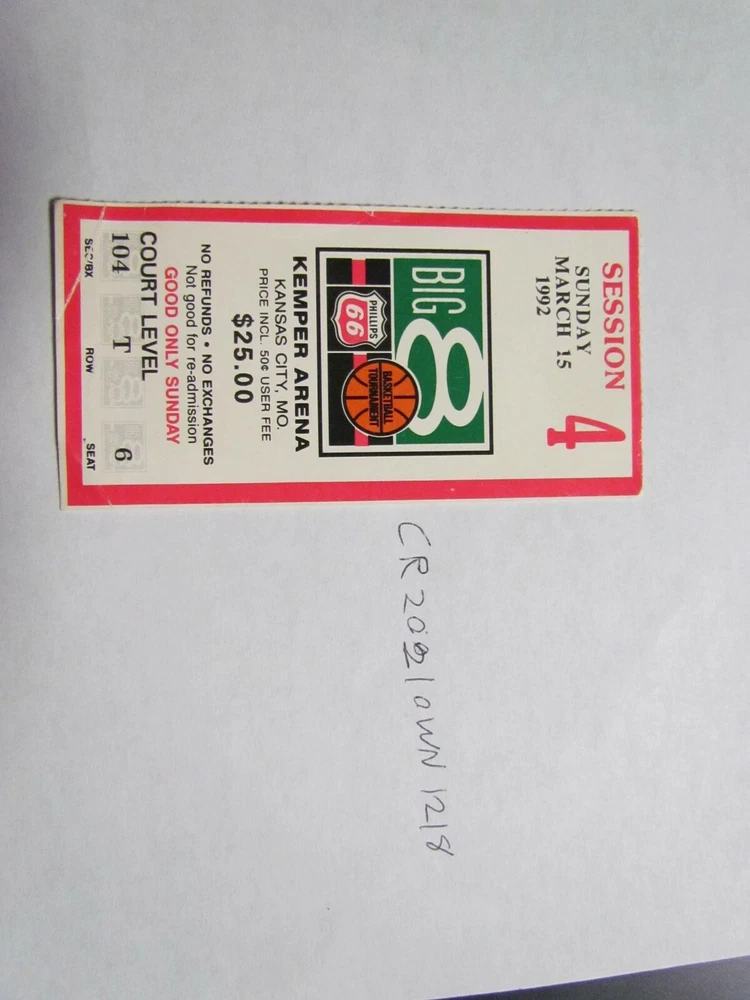 SESSION 4
SUNDAY
MARCH 15
1992
BIG
8
PHILLIPS
66
BASKETBALL
TOURNAMENT
KEMPER ARENA
KANSAS CITY, MO.
PRICE INCL. 50¢ USER FEE
$25.00
NO REFUNDS • NO EXCHANGES
Not good for re-admission
GOOD ONLY SUNDAY
COURT LEVEL
104 T 6
SEC/BX ROW SEAT